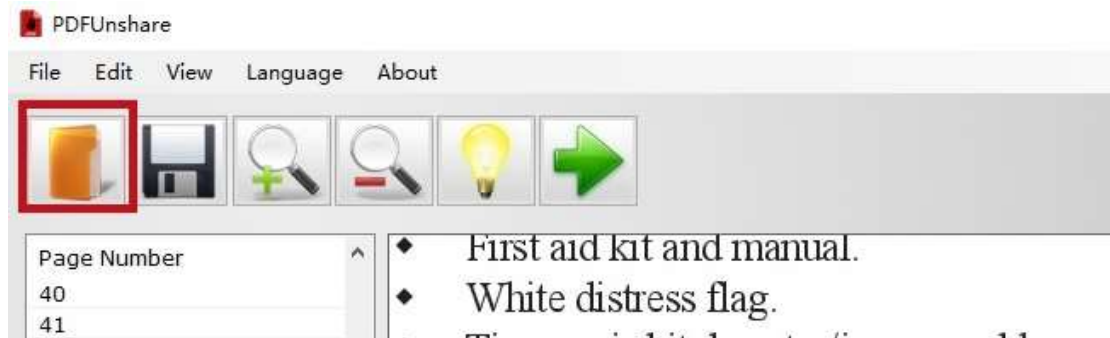 PDFUnshare
File Edit View Language About
Page Number
40
41
First aid kit and manual.
White distress flag.